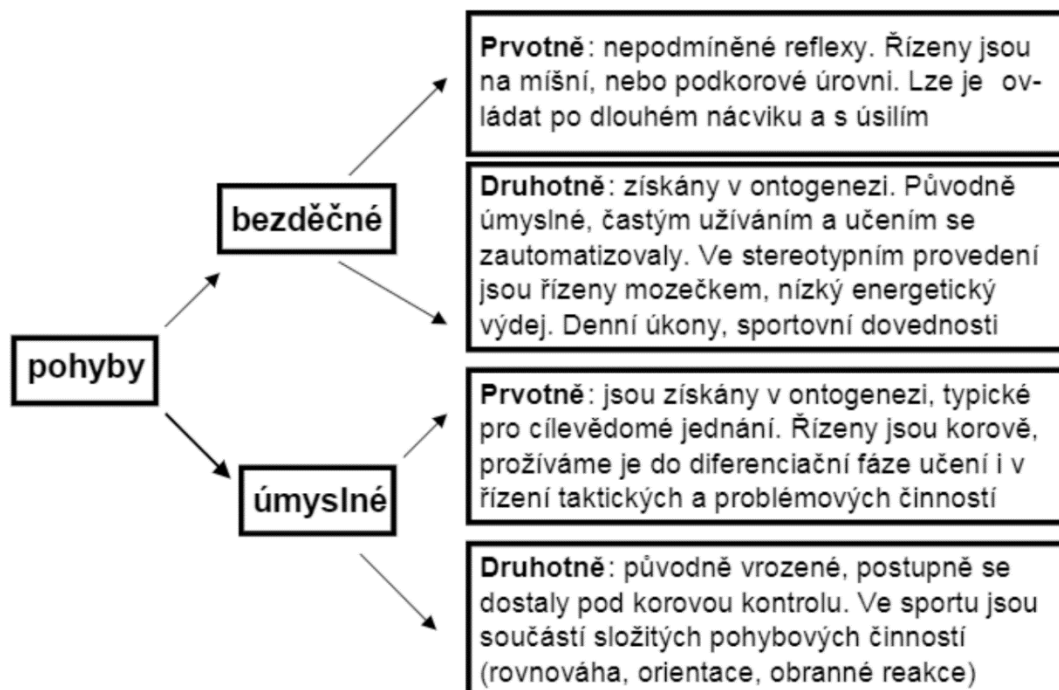 Prvotně: nepodmíněné reflexy. Řízeny jsou
na míšní, nebo podkorové úrovni. Lze je ov-
ládat po dlouhém nácviku a s úsilím
bezděčné
Druhotně: získány v ontogenezi. Původně
úmyslné, častým užíváním a učením se
zautomatizovaly. Ve stereotypním provedení
jsou řízeny mozečkem, nízký energetický
výdej. Denní úkony, sportovní dovednosti
pohyby
Prvotně: jsou získány v ontogenezi, typické
pro cílevědomé jednání. Řízeny jsou korově,
prožíváme je do diferenciační fáze učení i v
řízení taktických a problémových činností
úmyslné
Druhotně: původně vrozené, postupně se
dostaly pod korovou kontrolu. Ve sportu jsou
součástí složitých pohybových činností
(rovnováha, orientace, obranné reakce)